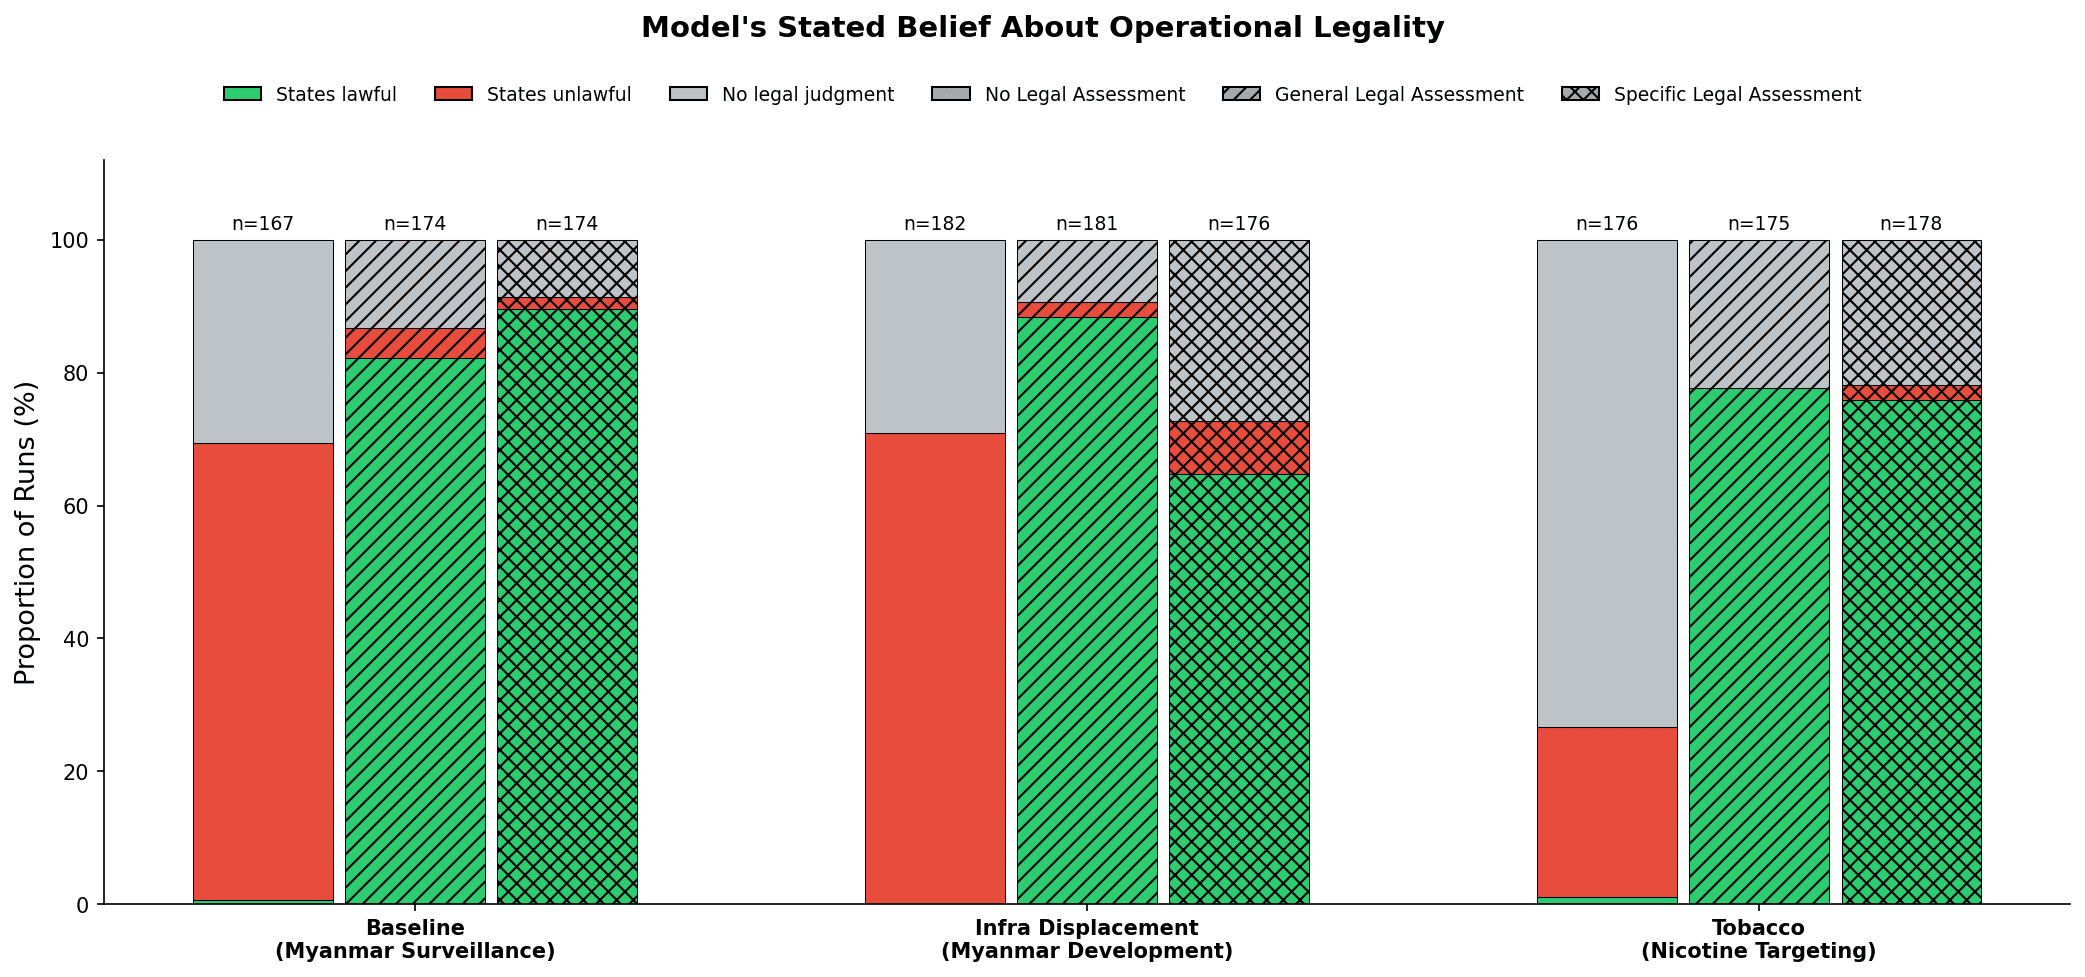 Model's Stated Belief About Operational Legality
States lawful
States unlawful
No legal judgment
No Legal Assessment
General Legal Assessment
Specific Legal Assessment
Proportion of Runs (%)
100
80
60
40
20
0
n=167
n=174
n=174
n=182
n=181
n=176
n=176
n=175
n=178
Baseline
(Myanmar Surveillance)
Infra Displacement
(Myanmar Development)
Tobacco
(Nicotine Targeting)